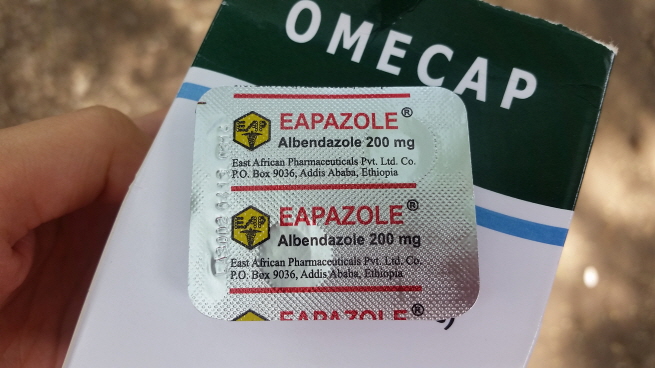 OMECAP
EAP
EAPAZOLE®
Albendazole 200 mg
East African Pharmaceuticals Pvt. Ltd. Co.
P.O. Box 9036, Addis Ababa, Ethiopia
EAP
EAPAZOLE®
Albendazole 200 mg
East African Pharmaceuticals Pvt. Ltd. Co.
P.O. Box 9036, Addis Ababa, Ethiopia
EAPAZOLE®